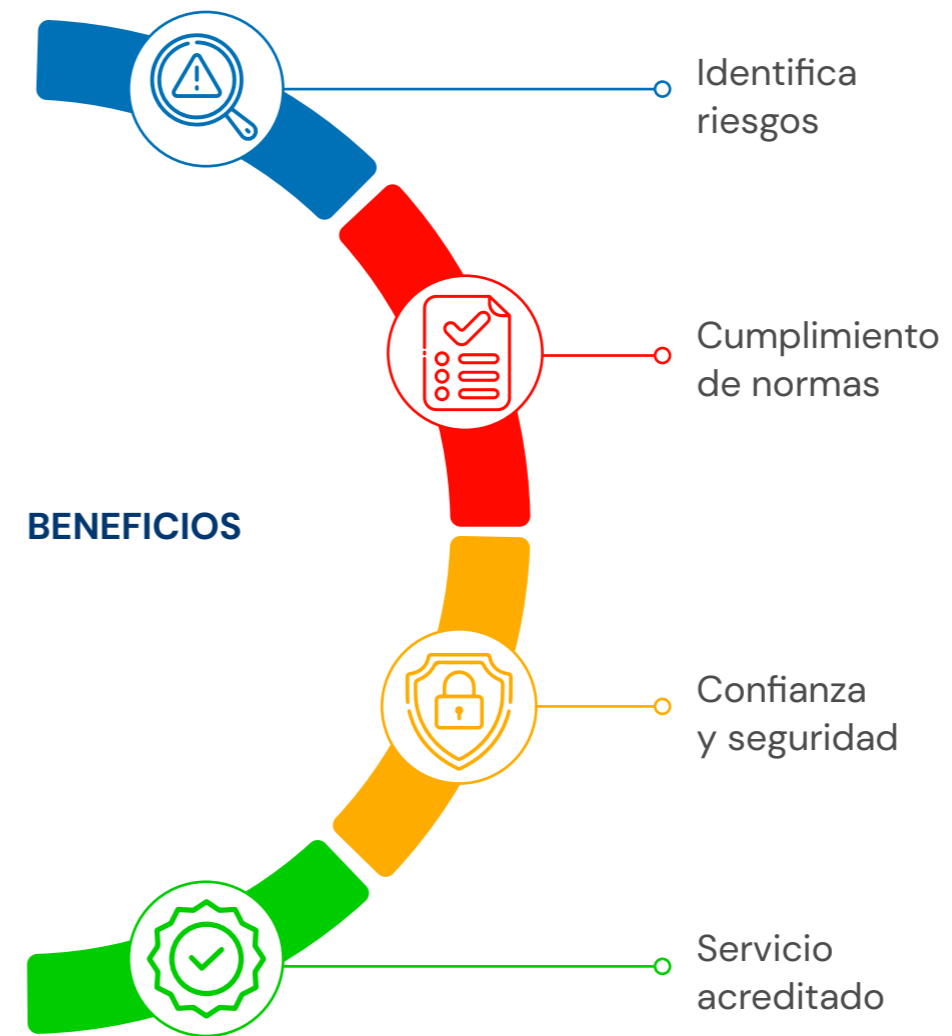 Identifica
riesgos
Cumplimiento
de normas
BENEFICIOS
Confianza
y seguridad
Servicio
acreditado